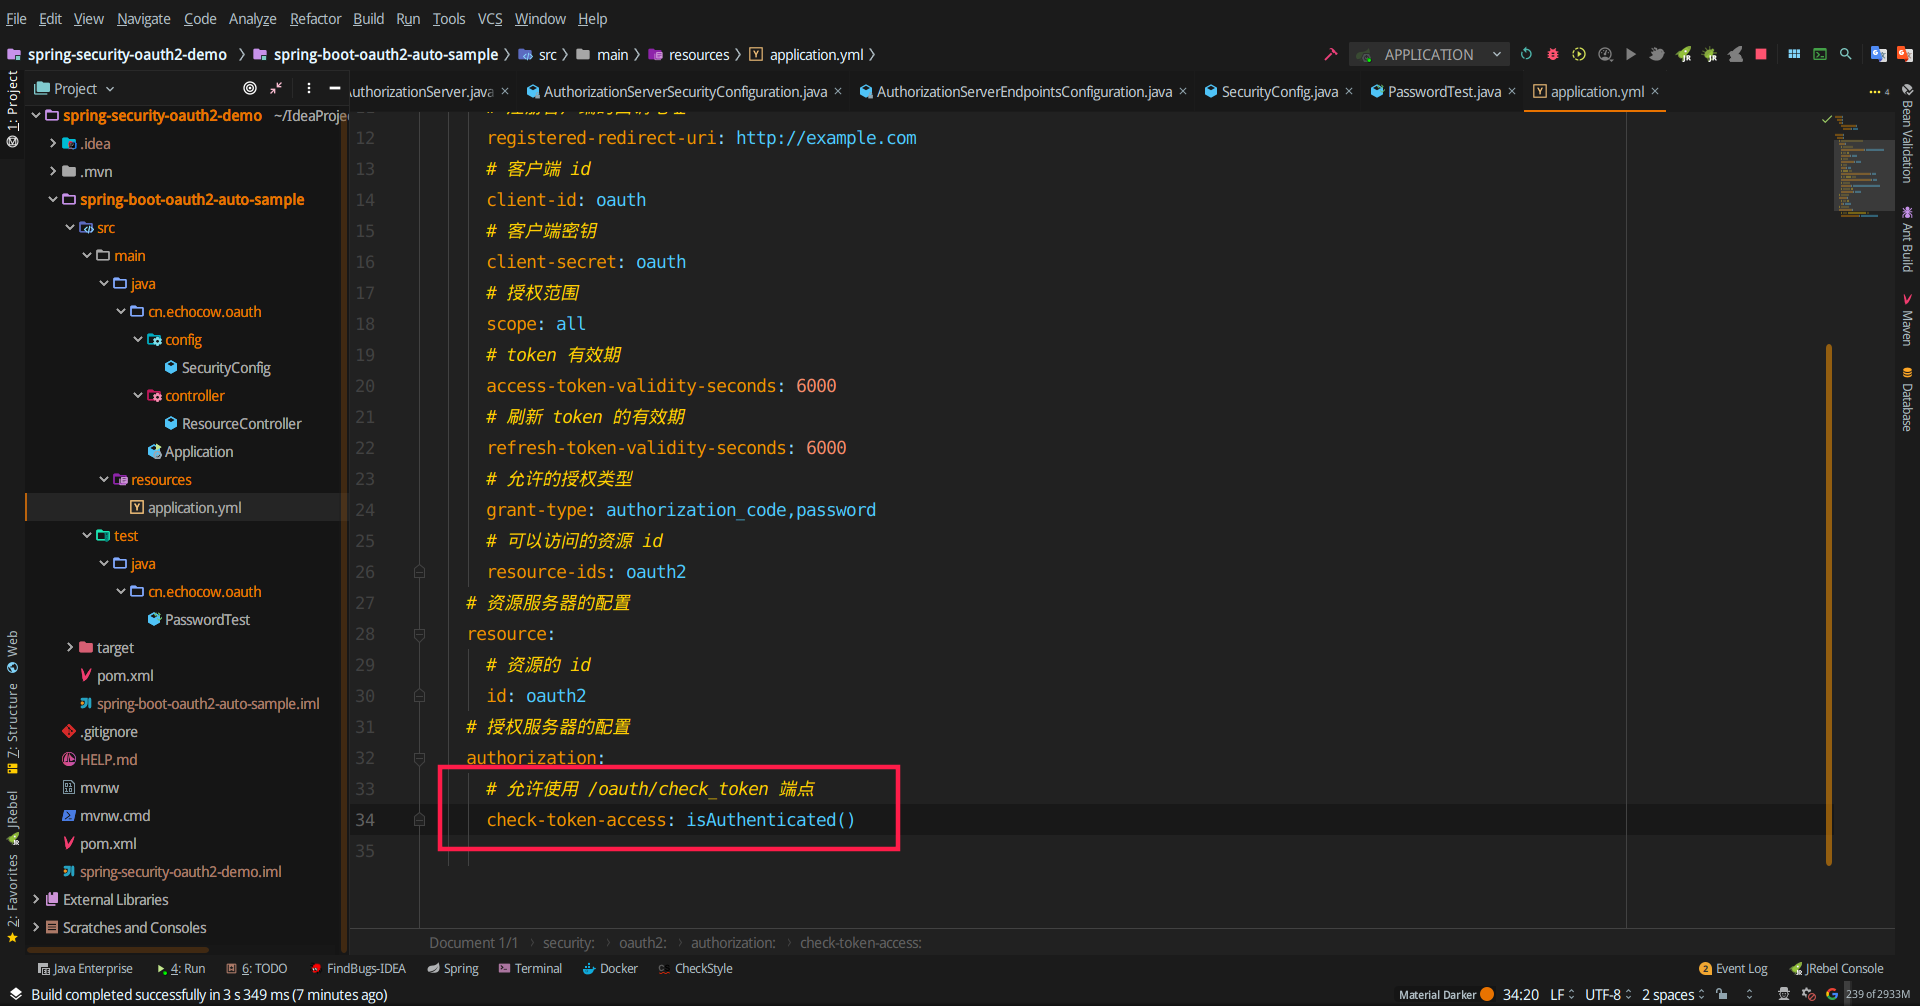 File Edit View Navigate Code Analyze Refactor Build Run Tools VCS Window Help
spring-security-oauth2-demo spring-boot-oauth2-auto-sample src main resources application.yml APPLICATION
Project
uthorizationServer.java AuthorizationServerSecurityConfiguration.java AuthorizationServerEndpointsConfiguration.java SecurityConfig.java PasswordTest.java application.yml 4
1: Project
spring-security-oauth2-demo ~/IdeaProje
.idea
.mvn
spring-boot-oauth2-auto-sample
src
main
java
cn.echocow.oauth
config
SecurityConfig
controller
ResourceController
Application
resources
application.yml
test
java
cn.echocow.oauth
PasswordTest
target
pom.xml
spring-boot-oauth2-auto-sample.iml
.gitignore
HELP.md
mvnw
mvnw.cmd
pom.xml
spring-security-oauth2-demo.iml
External Libraries
Scratches and Consoles
Web
7: Structure
JRebel
2: Favorites
12 registered-redirect-uri: http://example.com
13 # 客户端 id
14 client-id: oauth
15 # 客户端密钥
16 client-secret: oauth
17 # 授权范围
18 scope: all
19 # token 有效期
20 access-token-validity-seconds: 6000
21 # 刷新 token 的有效期
22 refresh-token-validity-seconds: 6000
23 # 允许的授权类型
24 grant-type: authorization_code,password
25 # 可以访问的资源 id
26 resource-ids: oauth2
27 # 资源服务器的配置
28 resource:
29 # 资源的 id
30 id: oauth2
31 # 授权服务器的配置
32 authorization:
33 # 允许使用 /oauth/check_token 端点
34 check-token-access: isAuthenticated()
35
Bean Validation
Ant Build
Maven
Database
Document 1/1 security: oauth2: authorization: check-token-access:
Java Enterprise 4: Run 6: TODO FindBugs-IDEA Spring Terminal Docker CheckStyle 2 Event Log JRebel Console
Build completed successfully in 3 s 349 ms (7 minutes ago) Material Darker 34:20 LF UTF-8 2 spaces 239 of 2933M